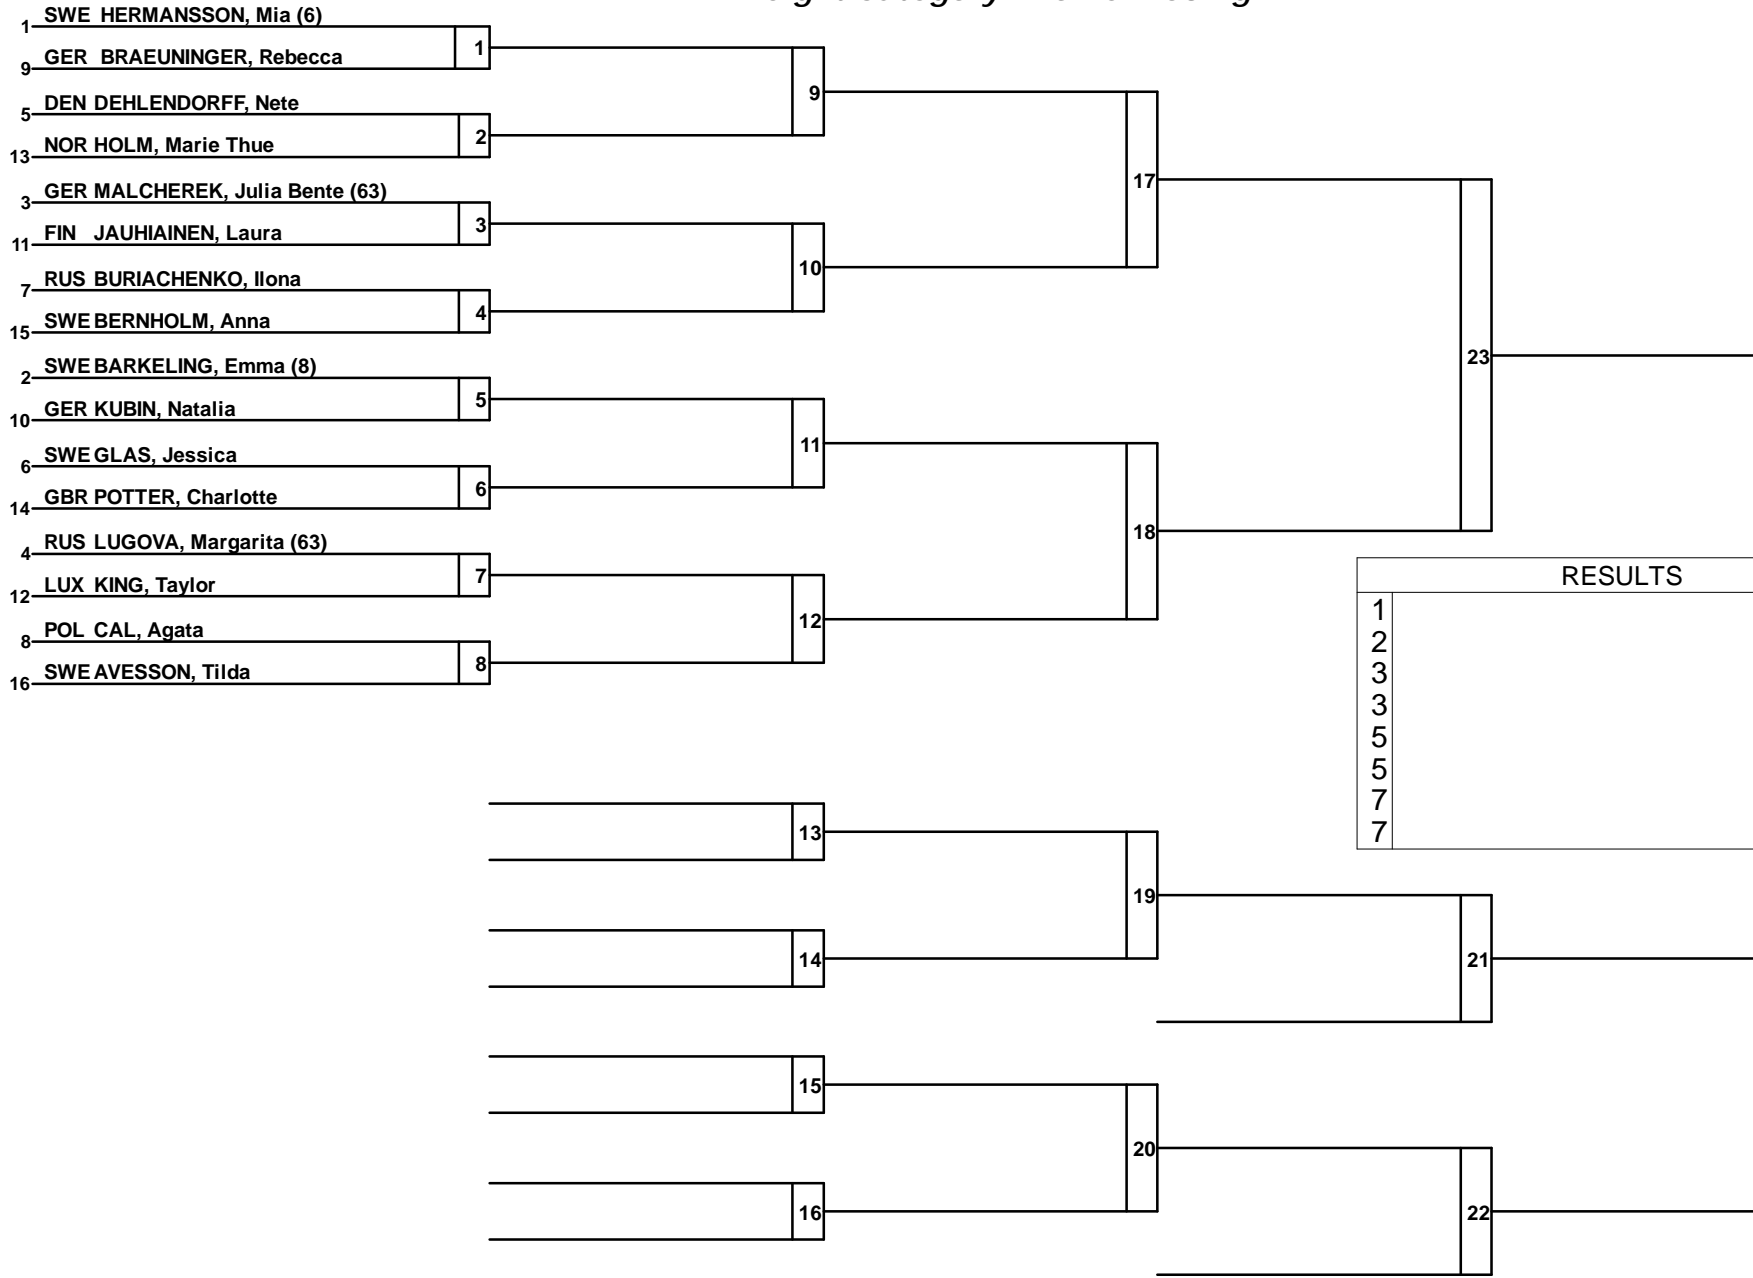 1 SWE HERMANSSON, Mia (6)
1
9 GER BRAEUNINGER, Rebecca
9
5 DEN DEHLENDORFF, Nete
2
13 NOR HOLM, Marie Thue
17
3 GER MALCHEREK, Julia Bente (63)
3
11 FIN JAUHIAINEN, Laura
10
7 RUS BURIACHENKO, Ilona
4
15 SWE BERNHOLM, Anna
23
2 SWE BARKELING, Emma (8)
5
10 GER KUBIN, Natalia
11
6 SWE GLAS, Jessica
6
14 GBR POTTER, Charlotte
18
4 RUS LUGOVA, Margarita (63)
7
12 LUX KING, Taylor
12
8 POL CAL, Agata
8
16 SWE AVESSON, Tilda
RESULTS
1
2
3
3
5
5
7
7
13
19
14
21
15
20
16
22